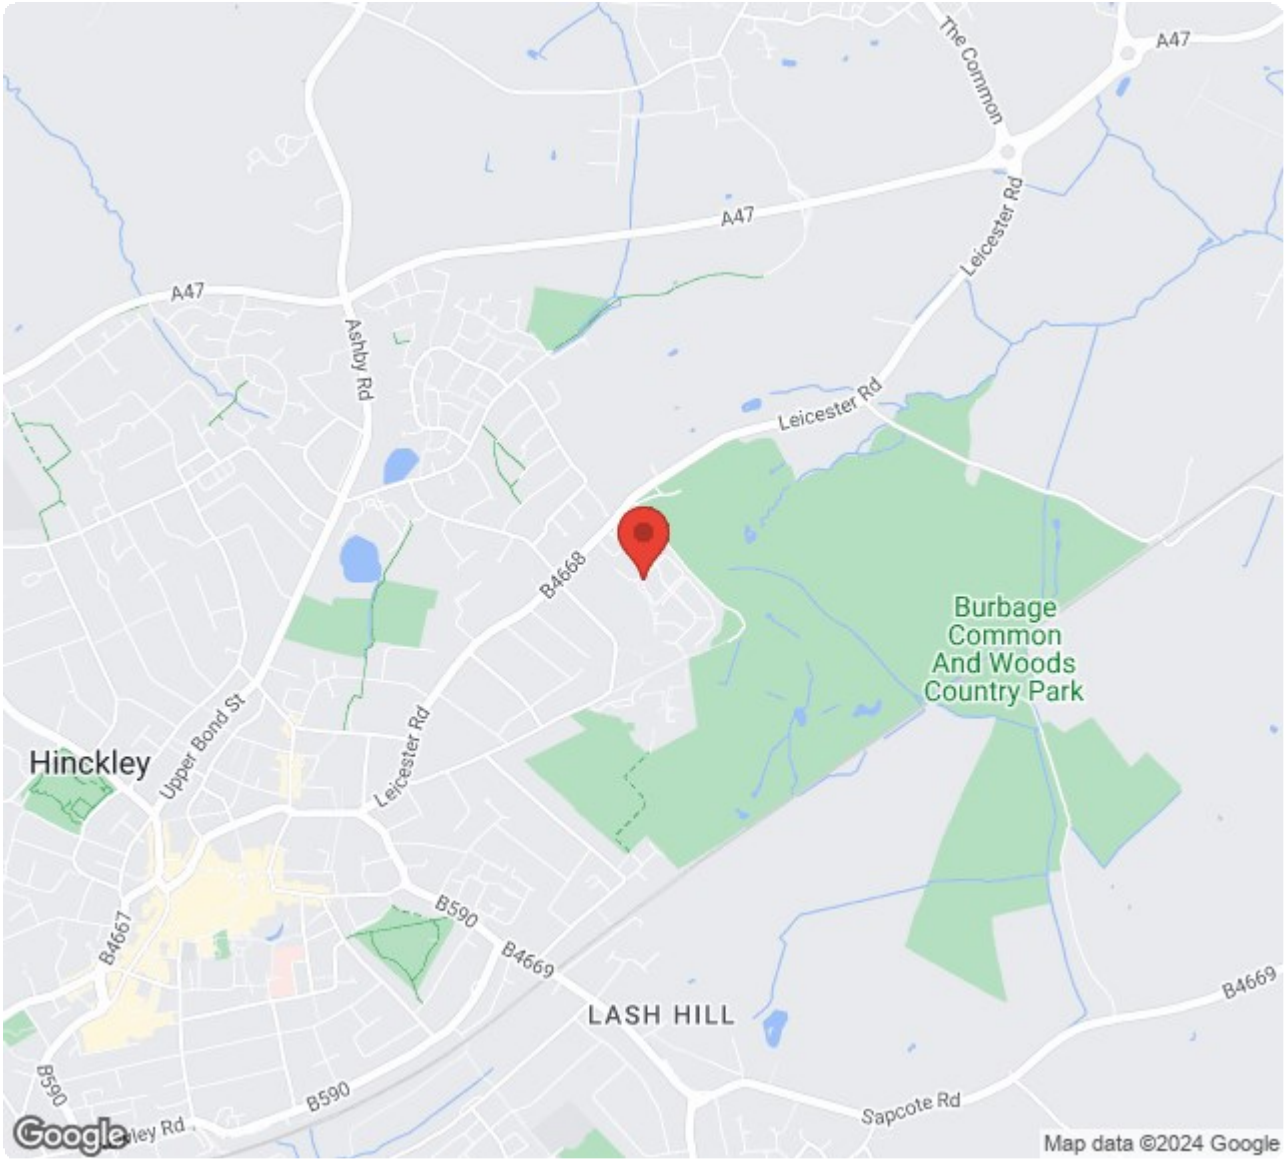 The Common
A47
A47
Leicester Rd
A47
Ashby Rd
Leicester Rd
B4668
Burbage
Common
And Woods
Country Park
Upper Bond St
Leicester Rd
Hinckley
B590
B4667
B4669
B4669
LASH HILL
B590
B590
Sapcote Rd
Google
Rd
Map data ©2024 Google